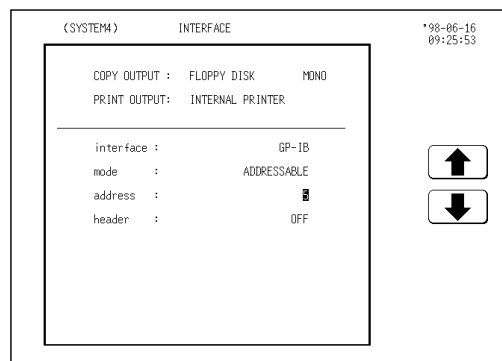 (SYSTEM4) INTERFACE '98-06-16
09:25:53
COPY OUTPUT : FLOPPY DISK MONO
PRINT OUTPUT: INTERNAL PRINTER
interface : GP-IB
mode : ADDRESSABLE
address : 5
header : OFF